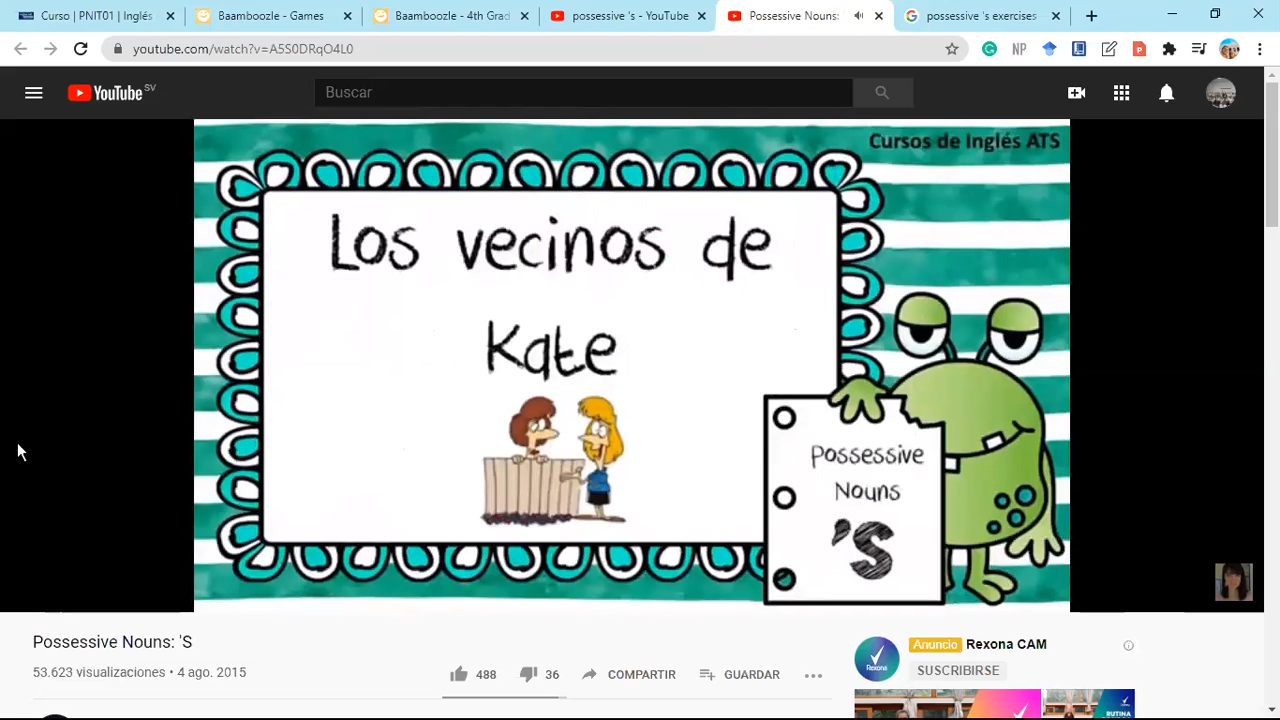 Curso | PNIT01 | Inglés
Baamboozle - Games
Baamboozle - 4th Grad
possessive 's - YouTube
Possessive Nouns:
possessive 's exercises
youtube.com/watch?v=A5S0DRqO4L0
NP
YouTube SV
Buscar
Cursos de Inglés ATS
Los vecinos de
Kate
Possessive
Nouns
'S
Possessive Nouns: 'S
53.623 visualizaciones • 4 ago. 2015
488
36
COMPARTIR
GUARDAR
Anuncio Rexona CAM
SUSCRIBIRSE
Rexona
RUTINA